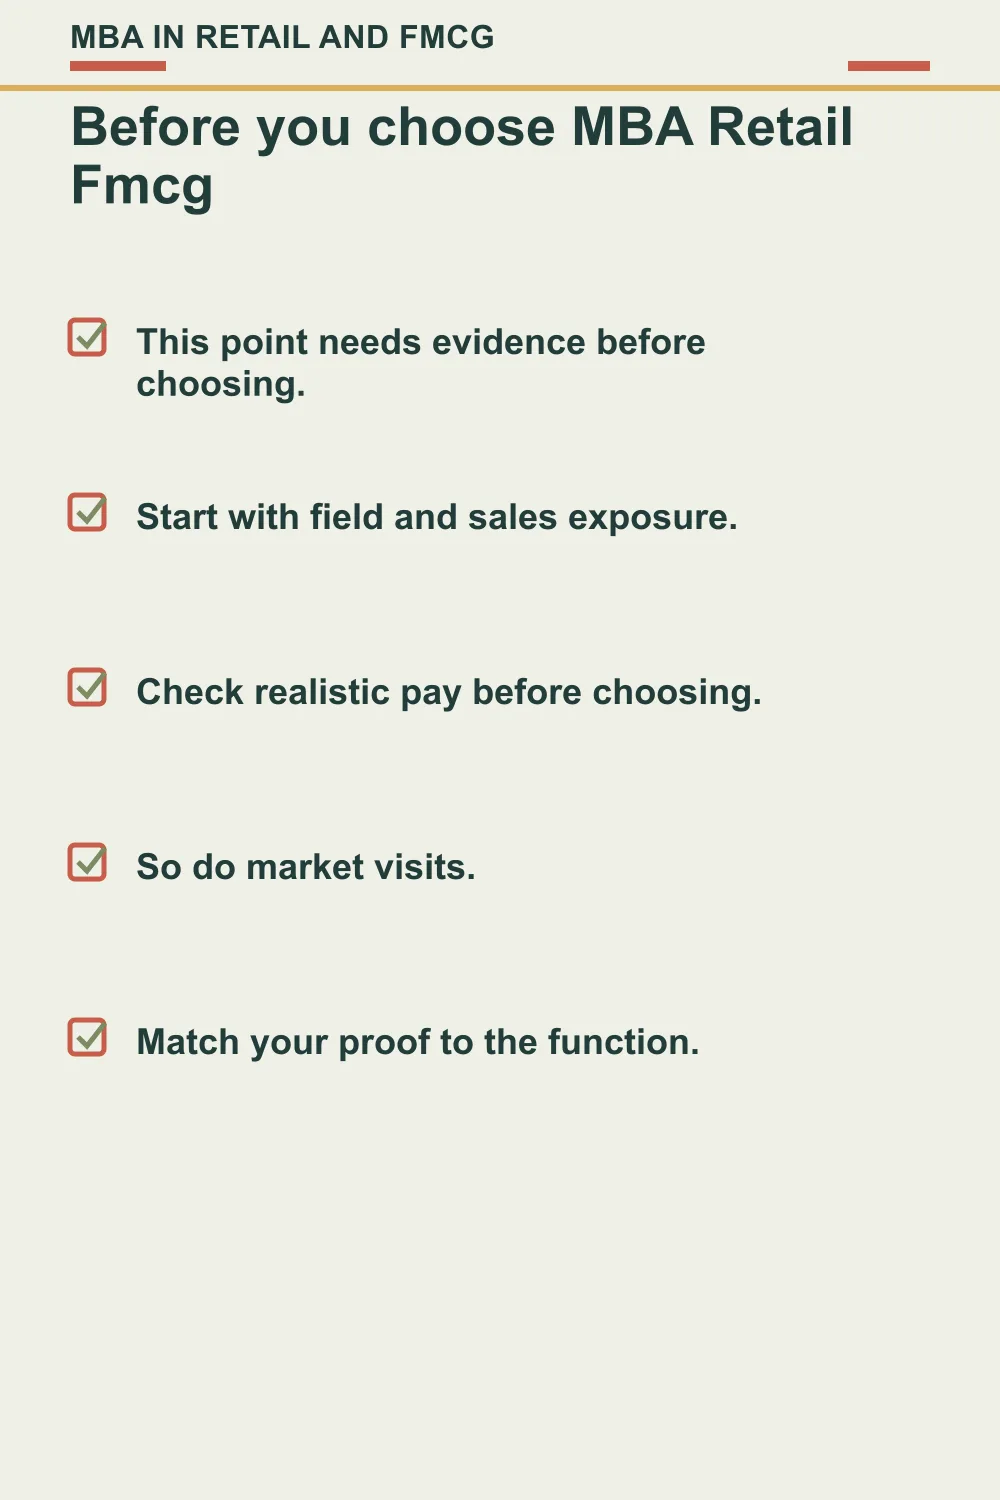 MBA IN RETAIL AND FMCG
Before you choose MBA Retail
Fmcg
This point needs evidence before
choosing.
Start with field and sales exposure.
Check realistic pay before choosing.
So do market visits.
Match your proof to the function.